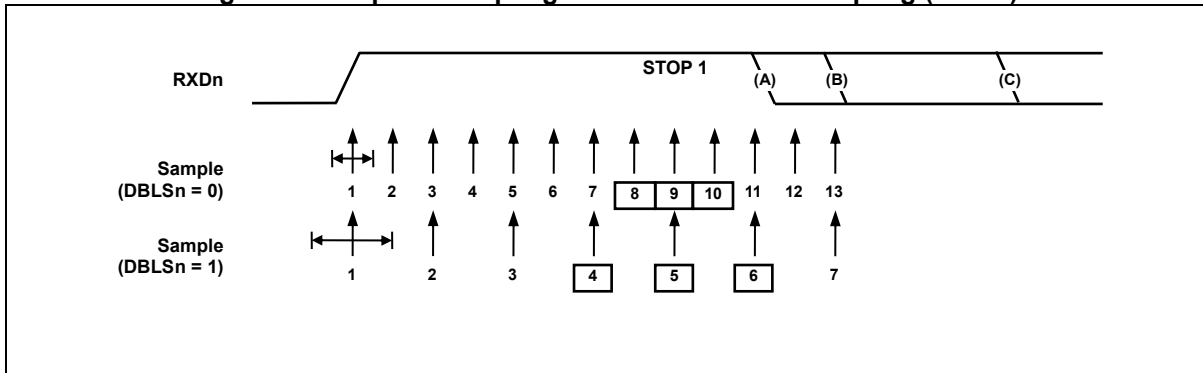 RXDn
STOP 1
(A)
(B)
(C)
Sample
(DBLSn = 0)
1 2 3 4 5 6 7 8 9 10 11 12 13
Sample
(DBLSn = 1)
1 2 3 4 5 6 7